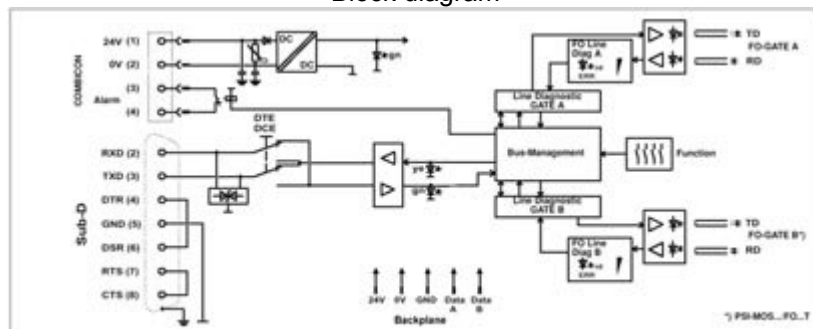 Block diagram
24V (1)
0V (2)
(3)
Alarm
(4)
COMBICON
DC
DC
gn
DTE
DCE
RXD (2)
TXD (3)
DTR (4)
GND (5)
DSR (6)
RTS (7)
CTS (8)
Sub-D
ye
gn
FO Line
Diag A
ERR
Line Diagnostic
GATE A
Bus-Management
Function
Line Diagnostic
GATE B
FO Line
Diag B
ERR
TD
FO-GATE A
RD
TD
FO-GATE B*)
RD
24V 0V GND Data A Data B
Backplane
*) PSI-MOS...FO...T